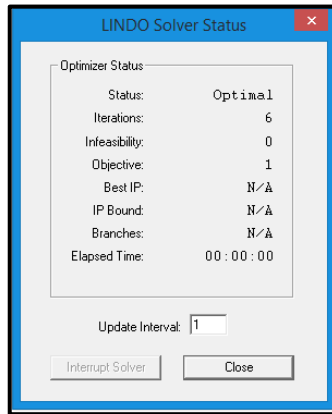 LINDO Solver Status
×
Optimizer Status
Status: Optimal
Iterations: 6
Infeasibility: 0
Objective: 1
Best IP: N/A
IP Bound: N/A
Branches: N/A
Elapsed Time: 00:00:00
Update Interval: 1
Interrupt Solver Close